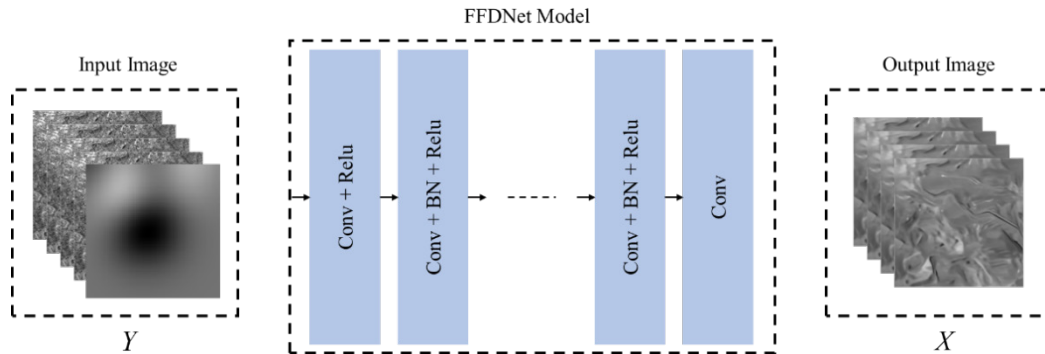 FFDNet Model
Input Image
Output Image
Conv + Relu
Conv + BN + Relu
Conv + BN + Relu
Conv
Y
X